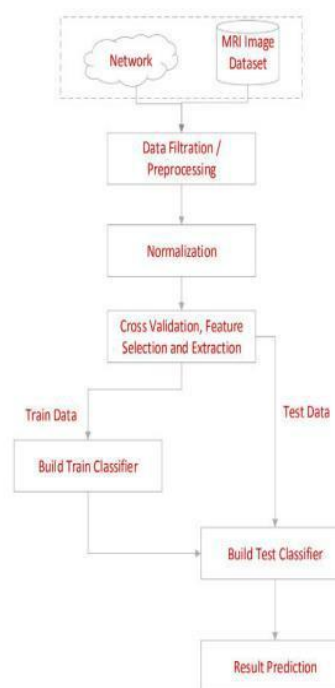 Network
MRI Image
Dataset
Data Filtration /
Preprocessing
Normalization
Cross Validation, Feature
Selection and Extraction
Train Data
Test Data
Build Train Classifier
Build Test Classifier
Result Prediction